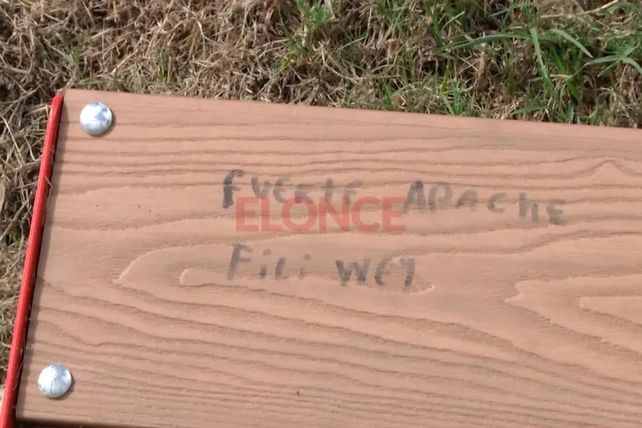 FUERTE APACHE
ELONCE
Fili WEY